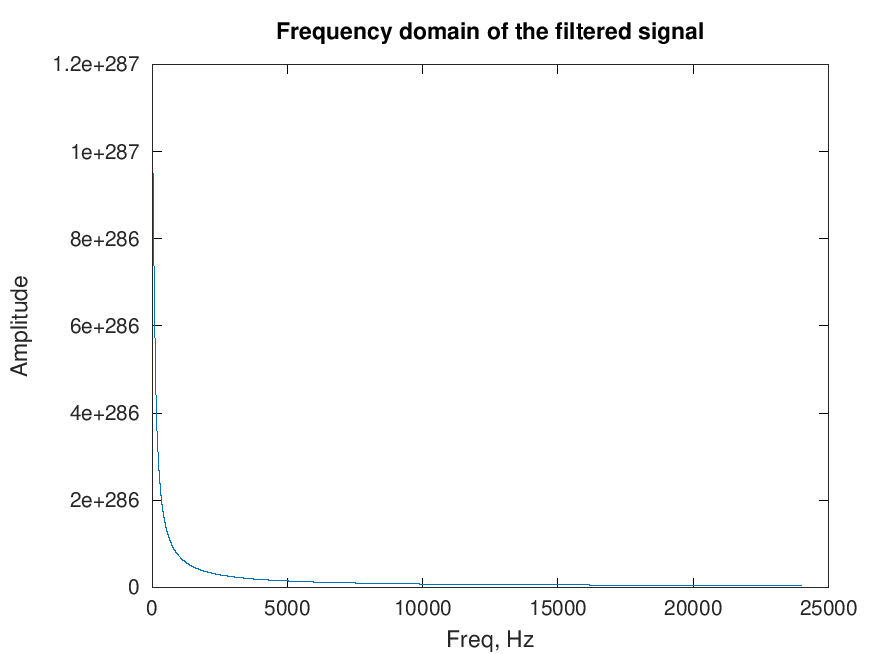 Frequency domain of the filtered signal
1.2e+287
1e+287
8e+286
6e+286
4e+286
2e+286
0
Amplitude
0 5000 10000 15000 20000 25000
Freq, Hz